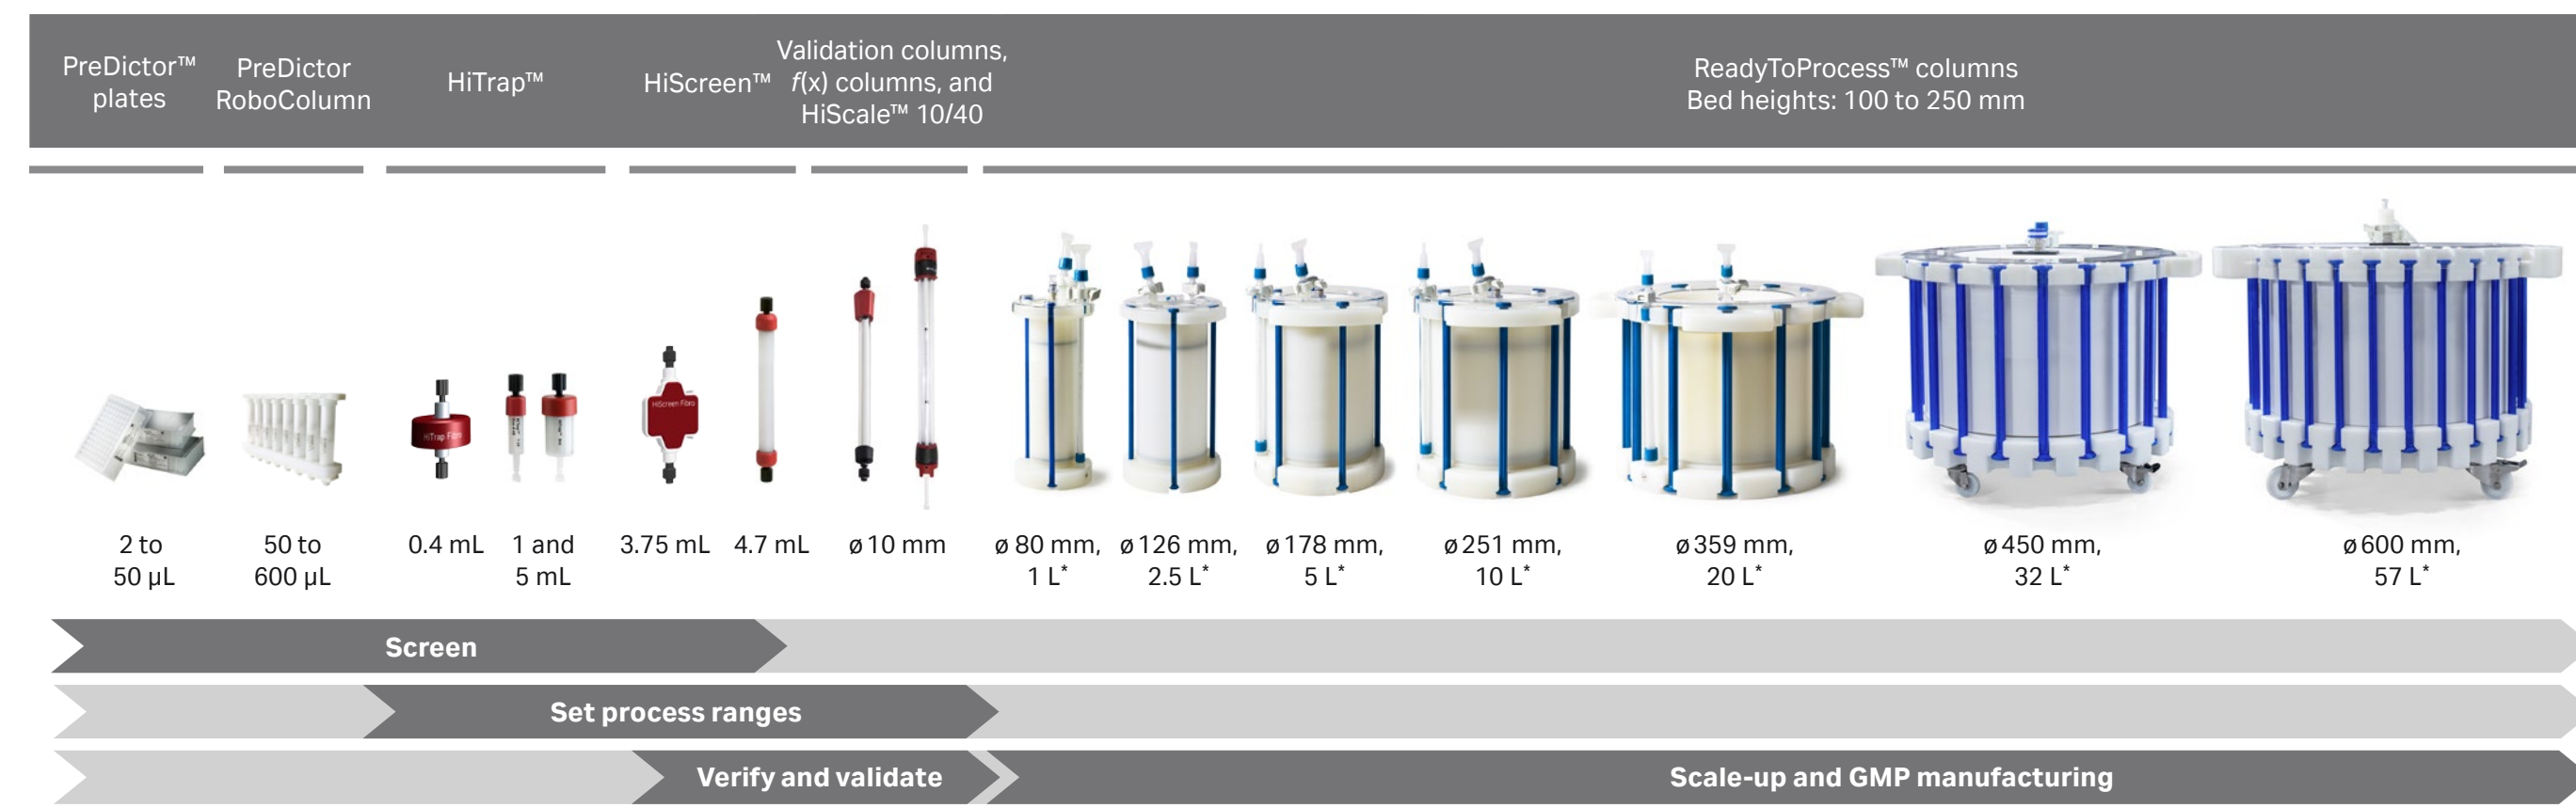 PreDictor™
plates
PreDictor
RoboColumn
HiTrap™
HiScreen™
Validation columns,
f(x) columns, and
HiScale™ 10/40
ReadyToProcess™ columns
Bed heights: 100 to 250 mm
HiTrap Fibro
HiScreen Fibro
2 to
50 µL
50 to
600 µL
0.4 mL
1 and
5 mL
3.75 mL
4.7 mL
ø 10 mm
ø 80 mm,
1 L*
ø 126 mm,
2.5 L*
ø 178 mm,
5 L*
ø 251 mm,
10 L*
ø 359 mm,
20 L*
ø 450 mm,
32 L*
ø 600 mm,
57 L*
Screen
Set process ranges
Verify and validate
Scale-up and GMP manufacturing